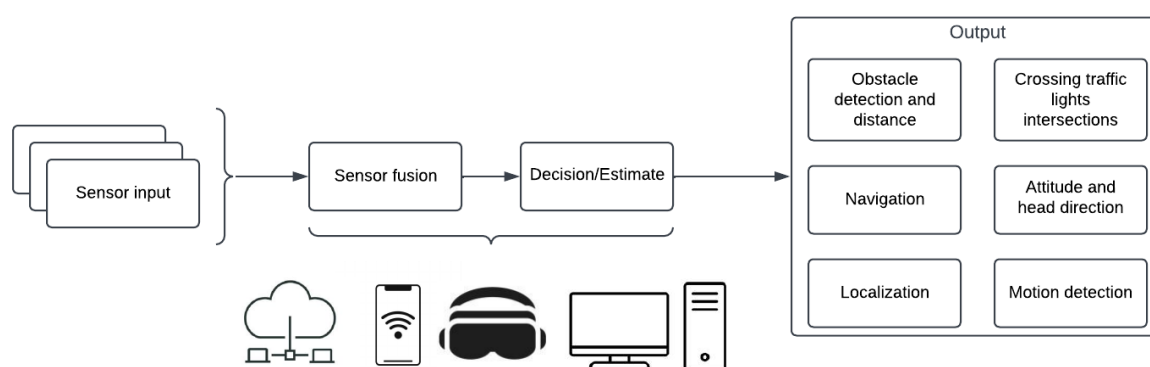 Output
Obstacle
detection and
distance
Crossing traffic
lights
intersections
Sensor input
Sensor fusion
Decision/Estimate
Navigation
Attitude and
head direction
Localization
Motion detection